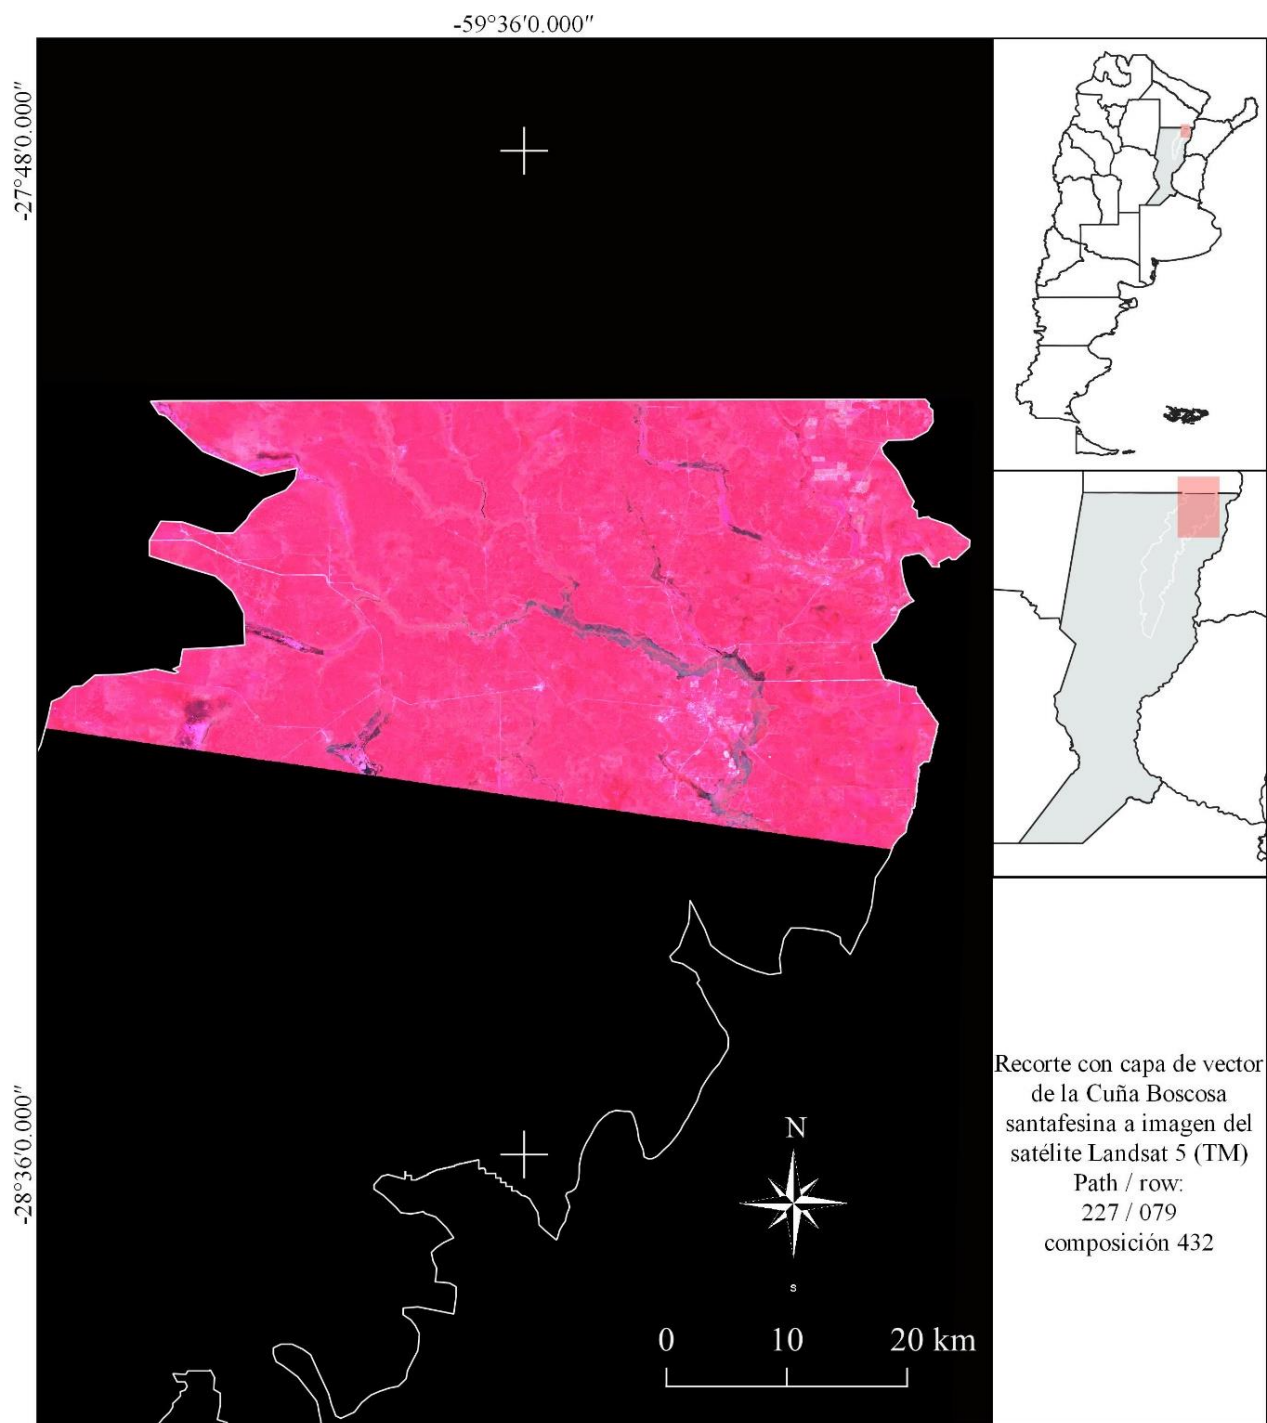 -59°36'0.000"
-27°48'0.000"
-28°36'0.000"
N
s
0 10 20 km
Recorte con capa de vector
de la Cuña Boscosa
santafesina a imagen del
satélite Landsat 5 (TM)
Path / row:
227 / 079
composición 432